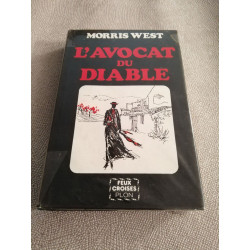 MORRIS WEST
L'AVOCAT
DU
DIABLE
FEUX
CROISÉS
PLON